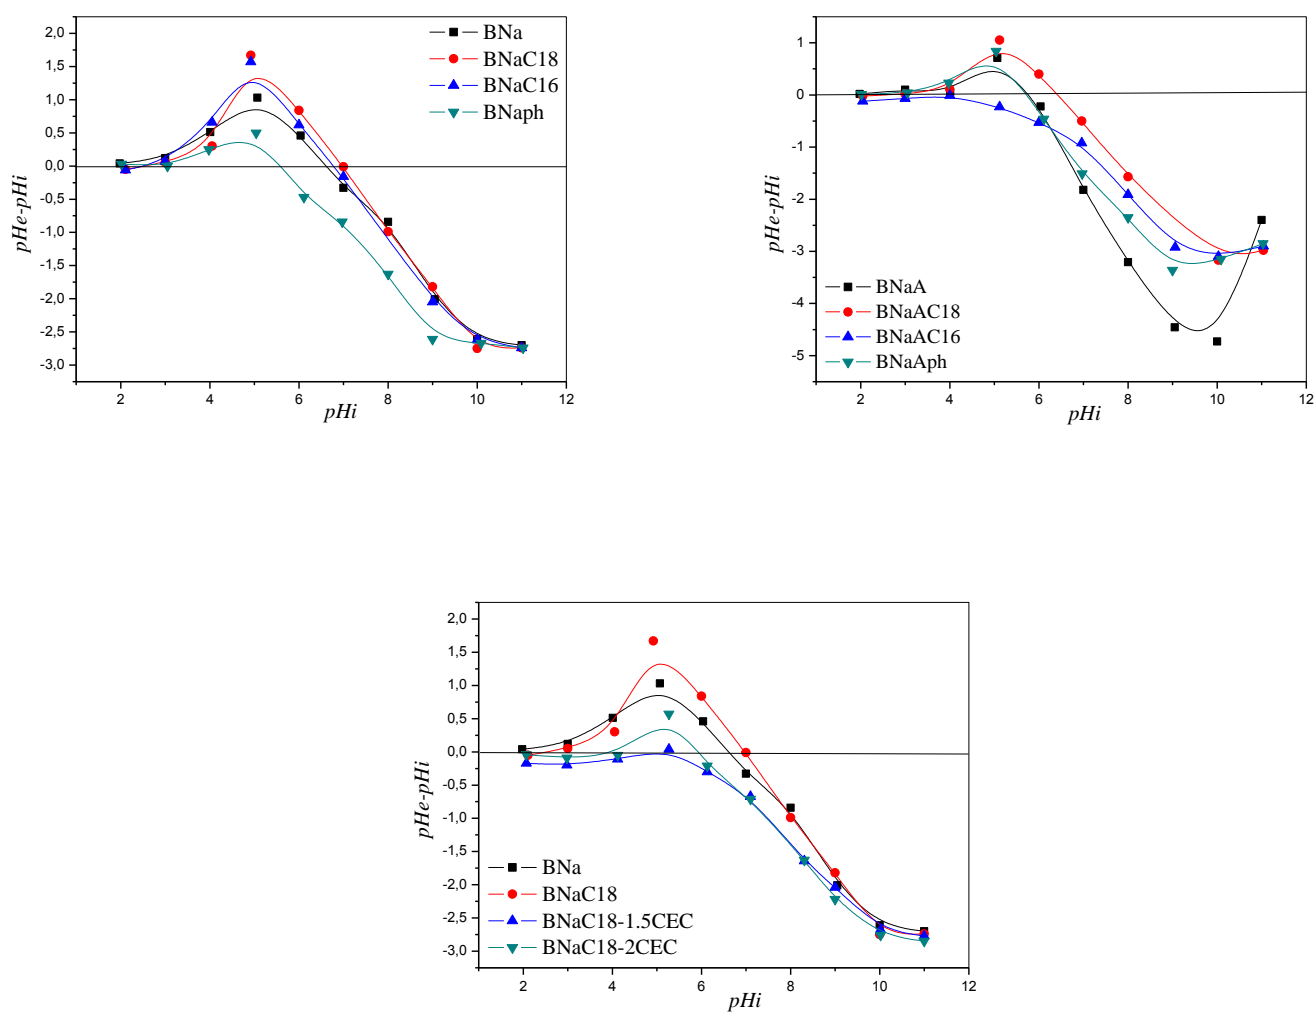 2,0
1,5
1,0
0,5
0,0
-0,5
-1,0
-1,5
-2,0
-2,5
-3,0
pHe-pHi
BNa
BNaC18
BNaC16
BNaph
2 4 6 8 10 12
pHi
1
0
-1
-2
-3
-4
-5
pHe-pHi
BNaA
BNaAC18
BNaAC16
BNaAph
2 4 6 8 10 12
pHi
2,0
1,5
1,0
0,5
0,0
-0,5
-1,0
-1,5
-2,0
-2,5
-3,0
pHe-pHi
BNa
BNaC18
BNaC18-1.5CEC
BNaC18-2CEC
2 4 6 8 10 12
pHi